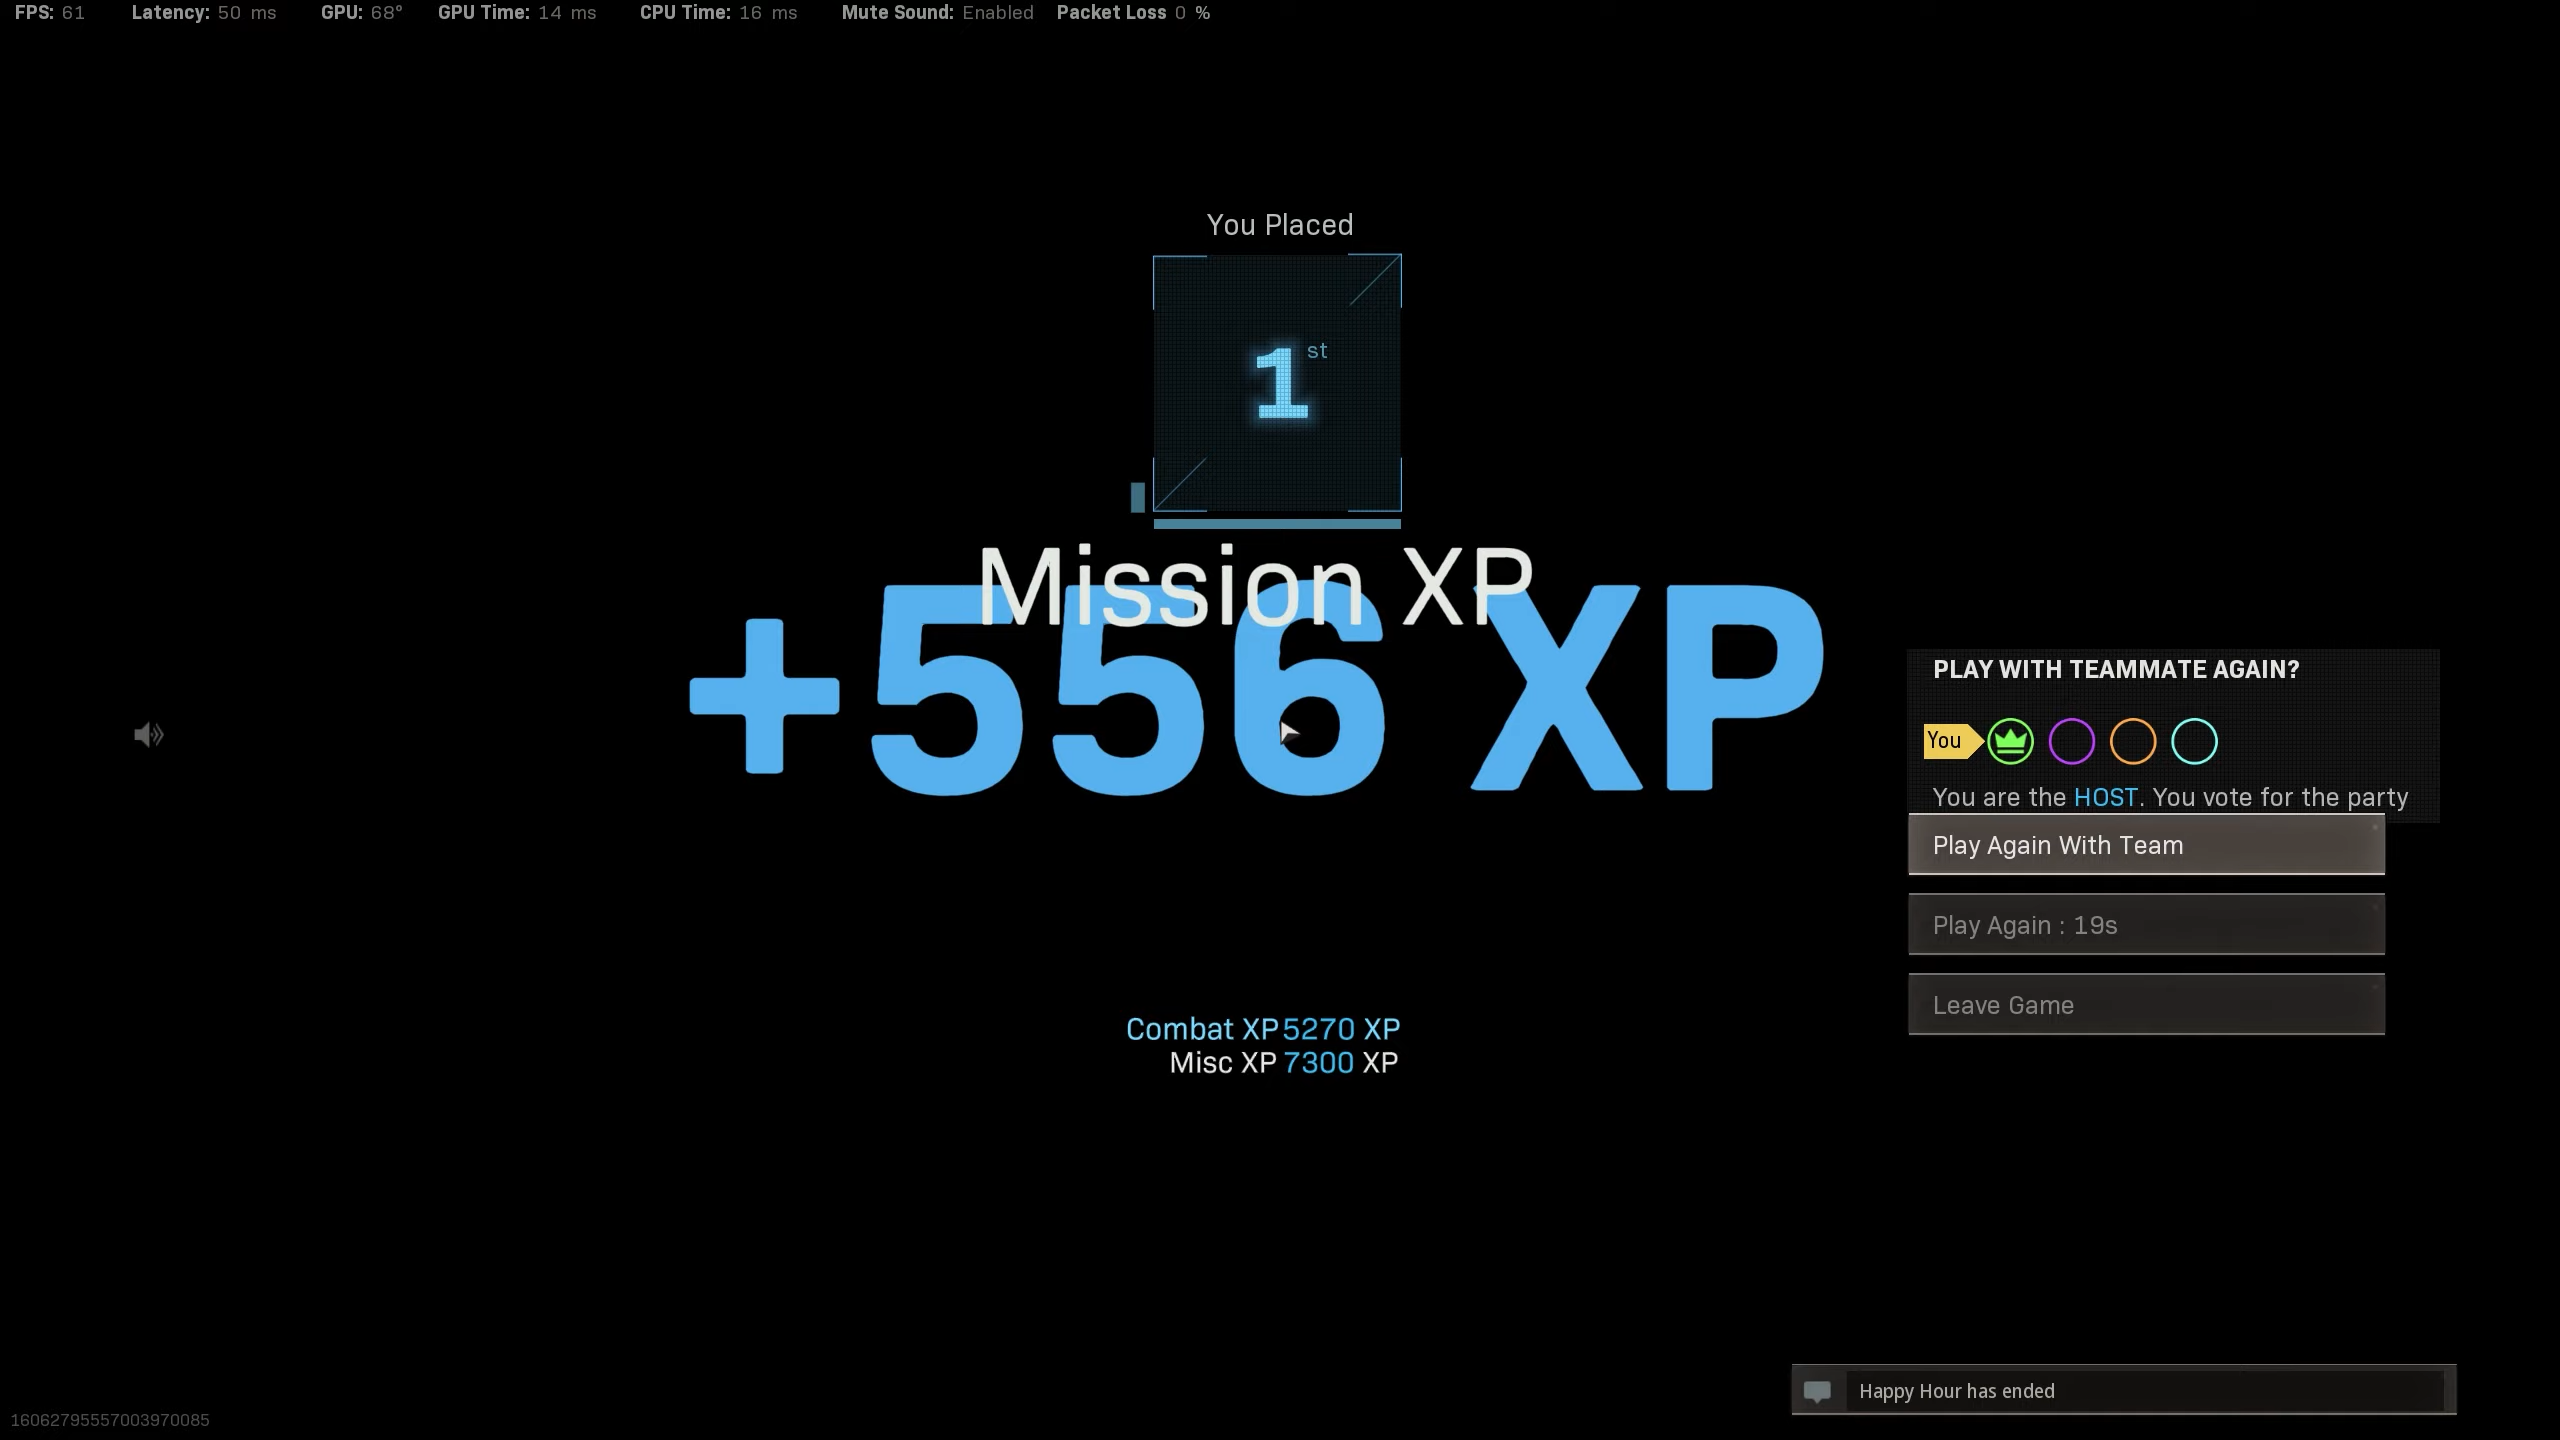 FPS: 61 Latency: 50 ms GPU: 68° GPU Time: 14 ms CPU Time: 16 ms Mute Sound: Enabled Packet Loss 0 %
You Placed
1st
Mission XP
+556 XP
PLAY WITH TEAMMATE AGAIN?
You
You are the HOST. You vote for the party
Play Again With Team
Play Again : 19s
Leave Game
Combat XP 5270 XP
Misc XP 7300 XP
Happy Hour has ended
16062795557003970085